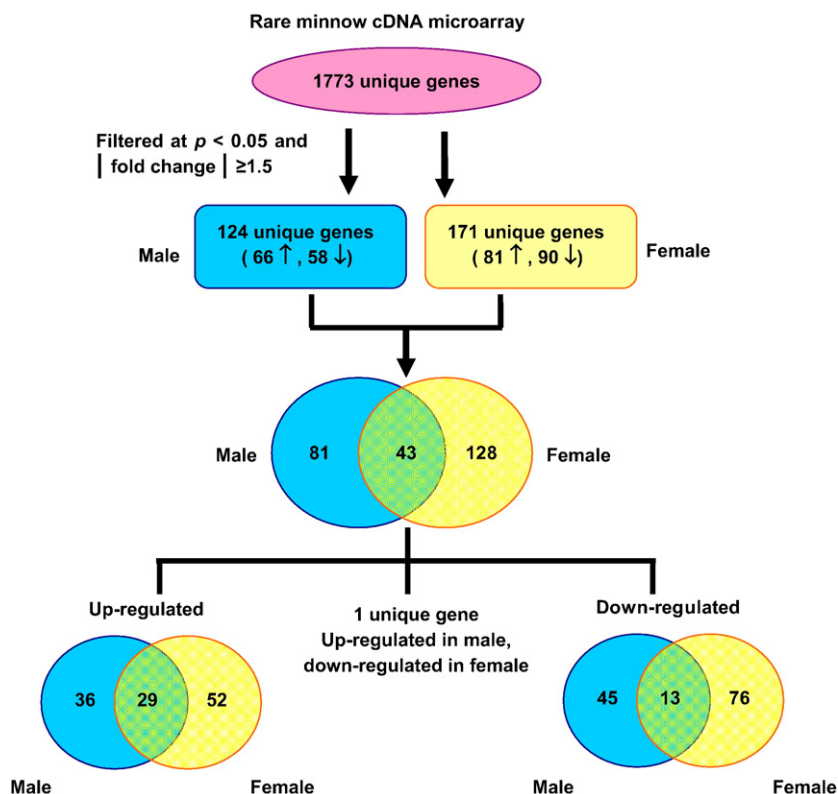 Rare minnow cDNA microarray
1773 unique genes
Filtered at p < 0.05 and
| fold change | ≥1.5
Male
124 unique genes
( 66 ↑ , 58 ↓)
171 unique genes
( 81 ↑ , 90 ↓)
Female
Male
81
43
128
Female
Up-regulated
1 unique gene
Up-regulated in male,
down-regulated in female
Down-regulated
36
29
52
45
13
76
Male
Female
Male
Female